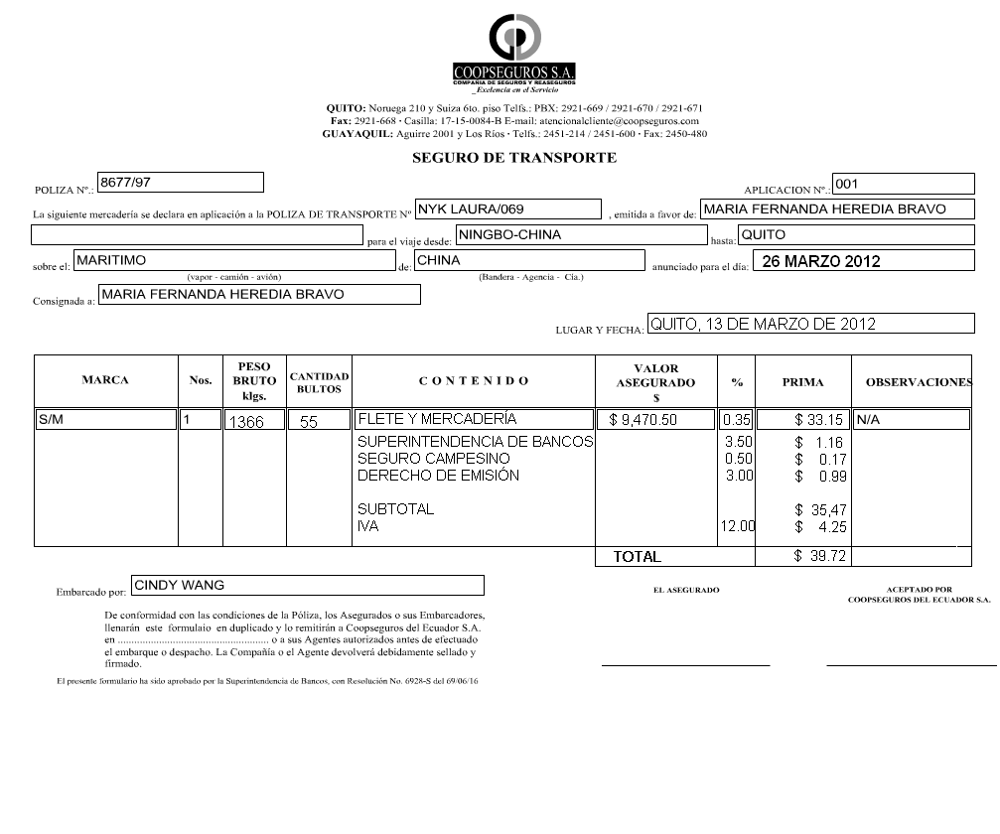 COOPSEGUROS S.A.
COMPAÑIA DE SEGUROS Y REASEGUROS
_Exelencia en el Servicio
QUITO: Noruega 210 y Suiza 6to. piso Telfs.: PBX: 2921-669 / 2921-670 / 2921-671
Fax: 2921-668 · Casilla: 17-15-0084-B E-mail: atencionalcliente@coopseguros.com
GUAYAQUIL: Aguirre 2001 y Los Ríos · Telfs.: 2451-214 / 2451-600 · Fax: 2450-480
SEGURO DE TRANSPORTE
POLIZA Nº.: 8677/97 APLICACION Nº.: 001
La siguiente mercadería se declara en aplicación a la POLIZA DE TRANSPORTE Nº NYK LAURA/069 , emitida a favor de: MARIA FERNANDA HEREDIA BRAVO
para el viaje desde: NINGBO-CHINA hasta: QUITO
sobre el: MARITIMO de: CHINA anunciado para el día: 26 MARZO 2012
(vapor - camión - avión) (Bandera - Agencia - Cia.)
Consignada a: MARIA FERNANDA HEREDIA BRAVO
LUGAR Y FECHA: QUITO, 13 DE MARZO DE 2012
MARCA Nos. PESO BRUTO klgs. CANTIDAD BULTOS CONTENIDO VALOR ASEGURADO $ % PRIMA OBSERVACIONES
S/M 1 1366 55 FLETE Y MERCADERÍA $ 9,470.50 0.35 $ 33.15 N/A
SUPERINTENDENCIA DE BANCOS 3.50 $ 1.16
SEGURO CAMPESINO 0.50 $ 0.17
DERECHO DE EMISIÓN 3.00 $ 0.99
SUBTOTAL $ 35,47
IVA 12.00 $ 4.25
TOTAL $ 39.72
Embarcado por: CINDY WANG
EL ASEGURADO
ACEPTADO POR
COOPSEGUROS DEL ECUADOR S.A.
De conformidad con las condiciones de la Póliza, los Asegurados o sus Embarcadores,
llenarán este formulaio en duplicado y lo remitirán a Coopseguros del Ecuador S.A.
en ...................................................... o a sus Agentes autorizados antes de efectuado
el embarque o despacho. La Compañía o el Agente devolverá debidamente sellado y
firmado.
El presente formulario ha sido aprobado por la Superintendencia de Bancos, con Resolución No. 6928-S del 69/06/16